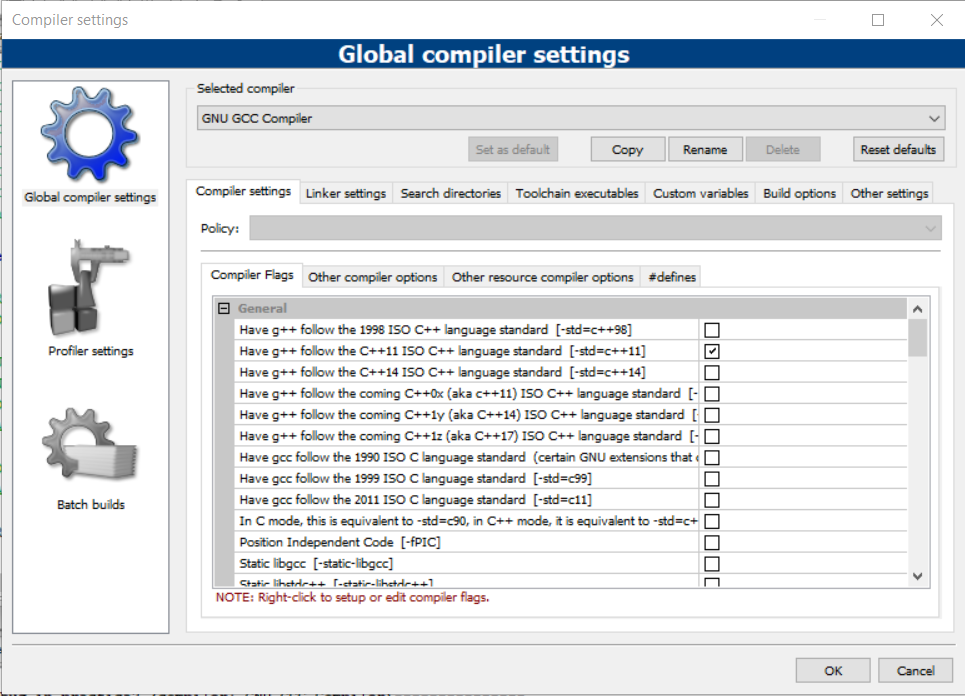 Compiler settings
Global compiler settings
Global compiler settings
Profiler settings
Batch builds
Selected compiler
GNU GCC Compiler
Set as default Copy Rename Delete Reset defaults
Compiler settings Linker settings Search directories Toolchain executables Custom variables Build options Other settings
Policy:
Compiler Flags Other compiler options Other resource compiler options #defines
General
Have g++ follow the 1998 ISO C++ language standard [-std=c++98]
Have g++ follow the C++11 ISO C++ language standard [-std=c++11]
Have g++ follow the C++14 ISO C++ language standard [-std=c++14]
Have g++ follow the coming C++0x (aka c++11) ISO C++ language standard [-
Have g++ follow the coming C++1y (aka C++14) ISO C++ language standard [-
Have g++ follow the coming C++1z (aka C++17) ISO C++ language standard [-
Have gcc follow the 1990 ISO C language standard (certain GNU extensions that
Have gcc follow the 1999 ISO C language standard [-std=c99]
Have gcc follow the 2011 ISO C language standard [-std=c11]
In C mode, this is equivalent to -std=c90, in C++ mode, it is equivalent to -std=c+
Position Independent Code [-fPIC]
Static libgcc [-static-libgcc]
Static libstdc++ [-static-libstdc++]
NOTE: Right-click to setup or edit compiler flags.
OK Cancel